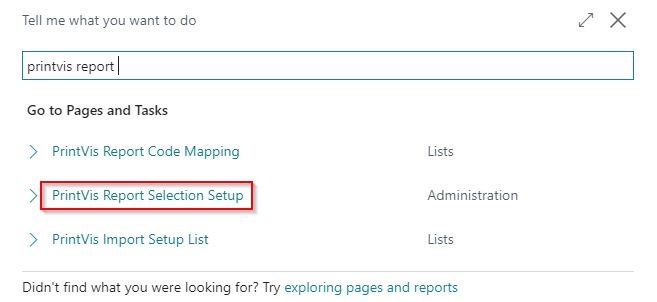 Tell me what you want to do
printvis report
Go to Pages and Tasks
PrintVis Report Code Mapping Lists
PrintVis Report Selection Setup Administration
PrintVis Import Setup List Lists
Didn't find what you were looking for? Try exploring pages and reports